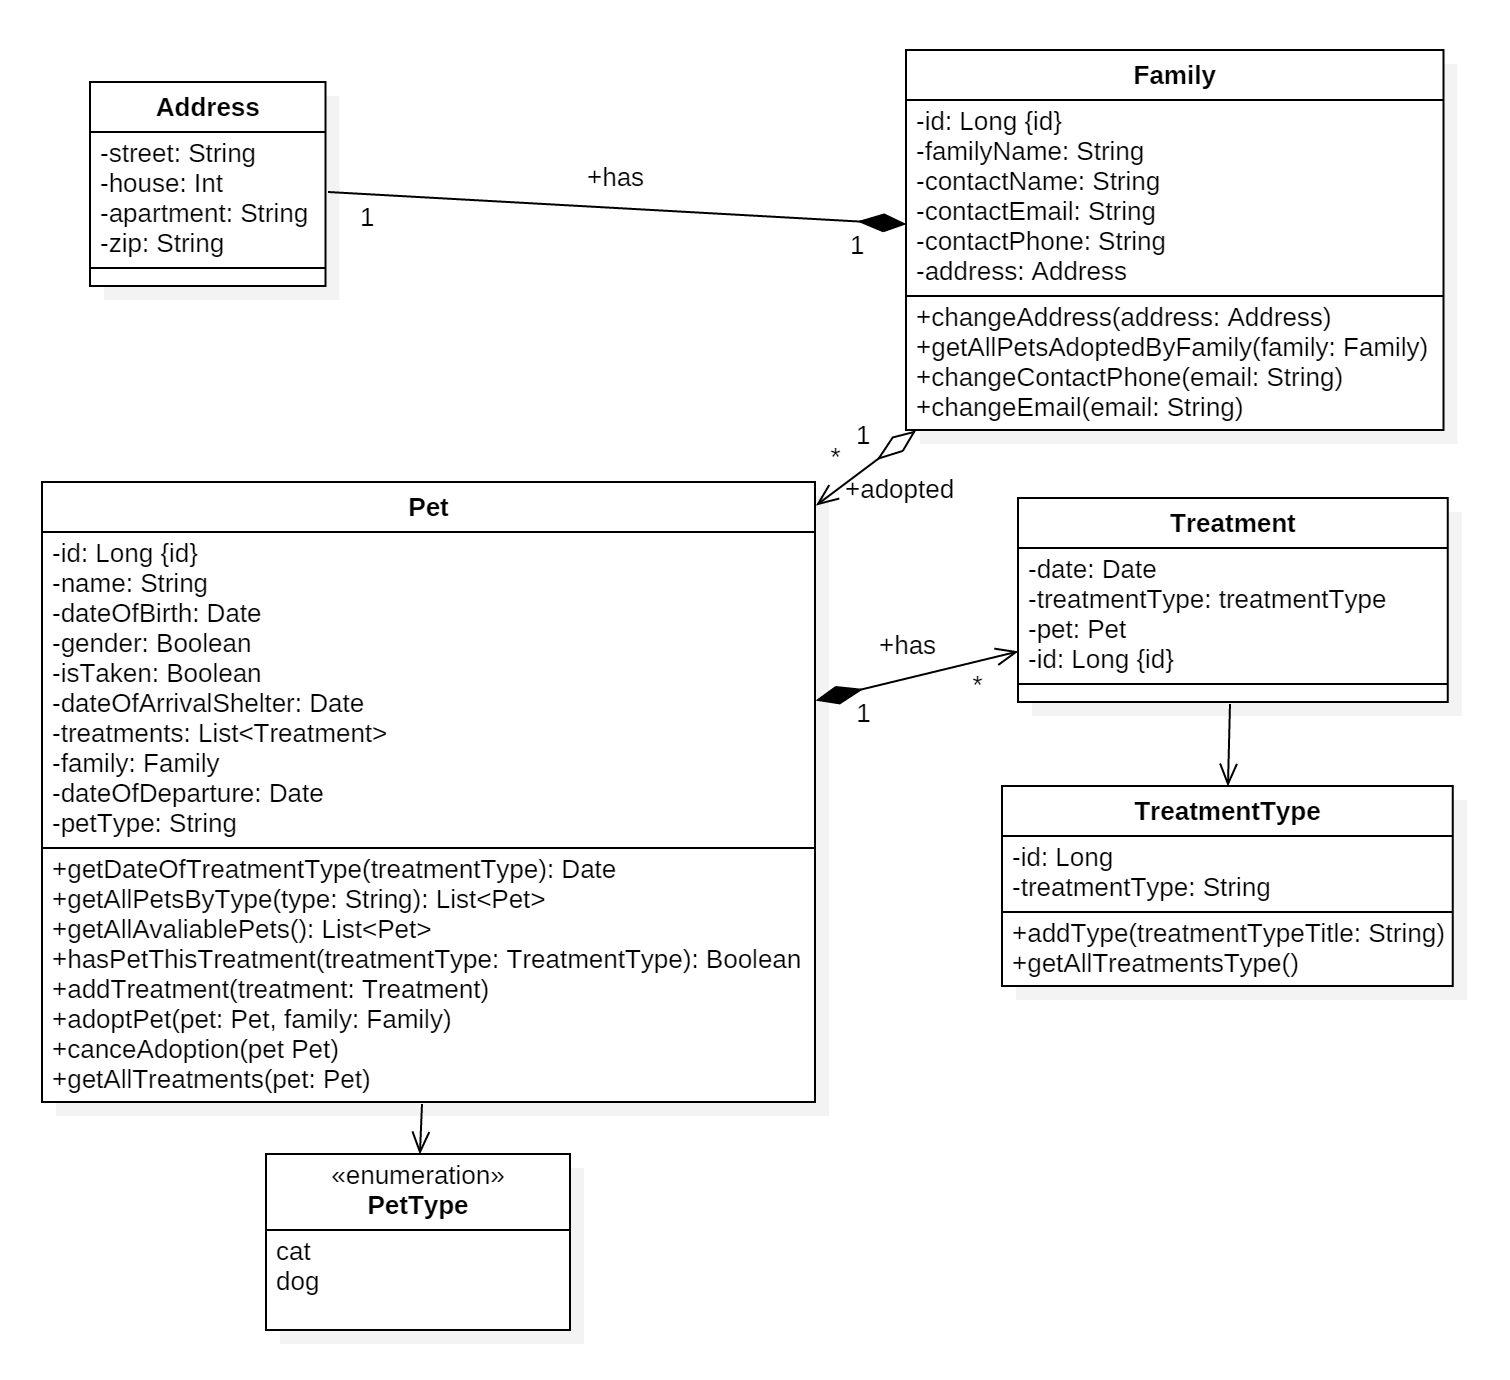 Address
-street: String
-house: Int
-apartment: String
-zip: String
+has
1
1
Family
-id: Long {id}
-familyName: String
-contactName: String
-contactEmail: String
-contactPhone: String
-address: Address
+changeAddress(address: Address)
+getAllPetsAdoptedByFamily(family: Family)
+changeContactPhone(email: String)
+changeEmail(email: String)
1
*
+adopted
Pet
-id: Long {id}
-name: String
-dateOfBirth: Date
-gender: Boolean
-isTaken: Boolean
-dateOfArrivalShelter: Date
-treatments: List<Treatment>
-family: Family
-dateOfDeparture: Date
-petType: String
+getDateOfTreatmentType(treatmentType): Date
+getAllPetsByType(type: String): List<Pet>
+getAllAvaliablePets(): List<Pet>
+hasPetThisTreatment(treatmentType: TreatmentType): Boolean
+addTreatment(treatment: Treatment)
+adoptPet(pet: Pet, family: Family)
+canceAdoption(pet Pet)
+getAllTreatments(pet: Pet)
+has
*
1
Treatment
-date: Date
-treatmentType: treatmentType
-pet: Pet
-id: Long {id}
TreatmentType
-id: Long
-treatmentType: String
+addType(treatmentTypeTitle: String)
+getAllTreatmentsType()
«enumeration»
PetType
cat
dog